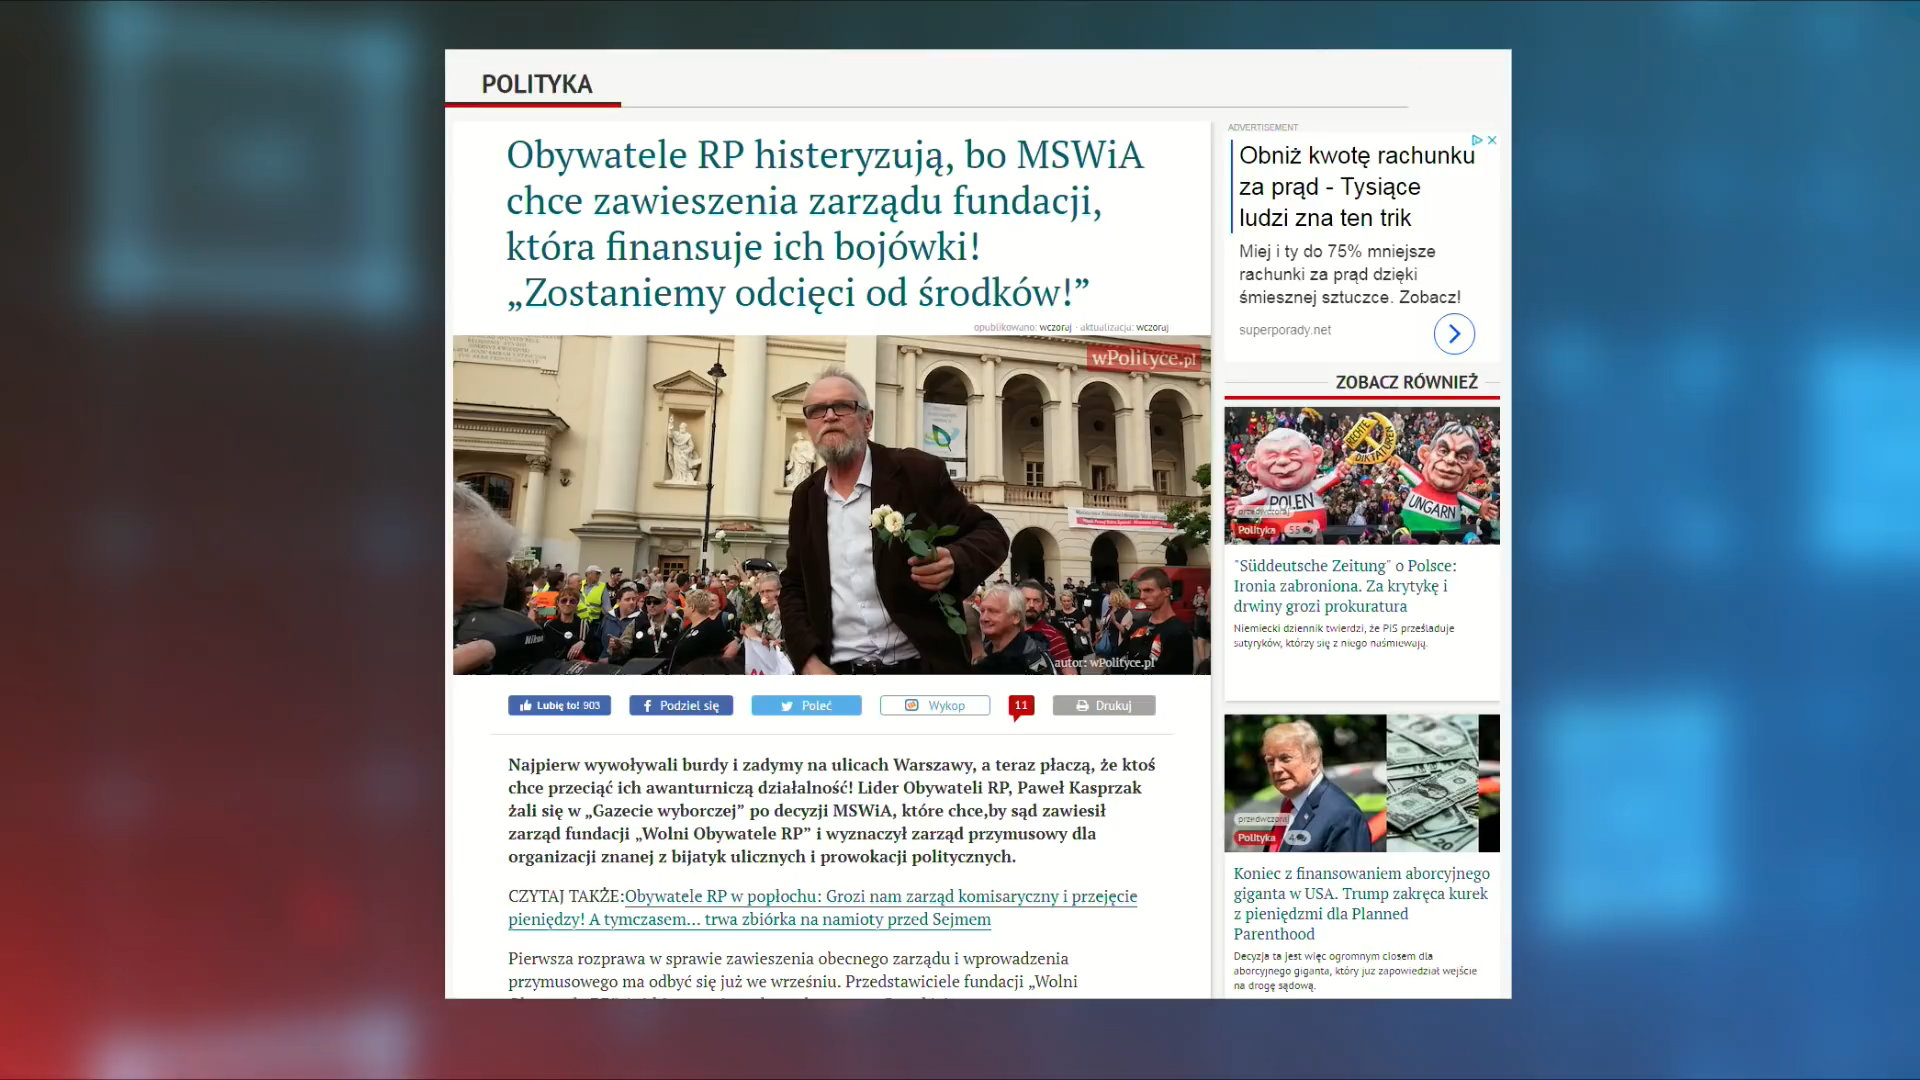 POLITYKA
Obywatele RP histeryzują, bo MSWiA
chce zawieszenia zarządu fundacji,
która finansuje ich bojówki!
„Zostaniemy odcięci od środków!”
opublikowano: wczoraj · aktualizacja: wczoraj
wPolityce.pl
Nikon
autor: wPolityce.pl
Lubię to! 903
Podziel się
Poleć
Wykop
11
Drukuj
Najpierw wywoływali burdy i zadymy na ulicach Warszawy, a teraz płaczą, że ktoś
chce przeciąć ich awanturniczą działalność! Lider Obywateli RP, Paweł Kasprzak
żali się w „Gazecie wyborczej” po decyzji MSWiA, które chce,by sąd zawiesił
zarząd fundacji „Wolni Obywatele RP” i wyznaczył zarząd przymusowy dla
organizacji znanej z bijatyk ulicznych i prowokacji politycznych.
CZYTAJ TAKŻE:Obywatele RP w popłochu: Grozi nam zarząd komisaryczny i przejęcie
pieniędzy! A tymczasem... trwa zbiórka na namioty przed Sejmem
Pierwsza rozprawa w sprawie zawieszenia obecnego zarządu i wprowadzenia
przymusowego ma odbyć się już we wrześniu. Przedstawiciele fundacji „Wolni
ADVERTISEMENT
Obniż kwotę rachunku
za prąd - Tysiące
ludzi zna ten trik
Miej i ty do 75% mniejsze
rachunki za prąd dzięki
śmiesznej sztuczce. Zobacz!
superporady.net
ZOBACZ RÓWNIEŻ
RECHTE
DIKTATUREN
POLEN
UNGARN
przedwczoraj
Polityka 55
"Süddeutsche Zeitung" o Polsce:
Ironia zabroniona. Za krytykę i
drwiny grozi prokuratura
Niemiecki dziennik twierdzi, że PiS prześladuje
satyryków, którzy się z niego naśmiewają.
przedwczoraj
Polityka 4
Koniec z finansowaniem aborcyjnego
giganta w USA. Trump zakręca kurek
z pieniędzmi dla Planned
Parenthood
Decyzja ta jest więc ogromnym ciosem dla
aborcyjnego giganta, który już zapowiedział wejście
na drogę sądową.